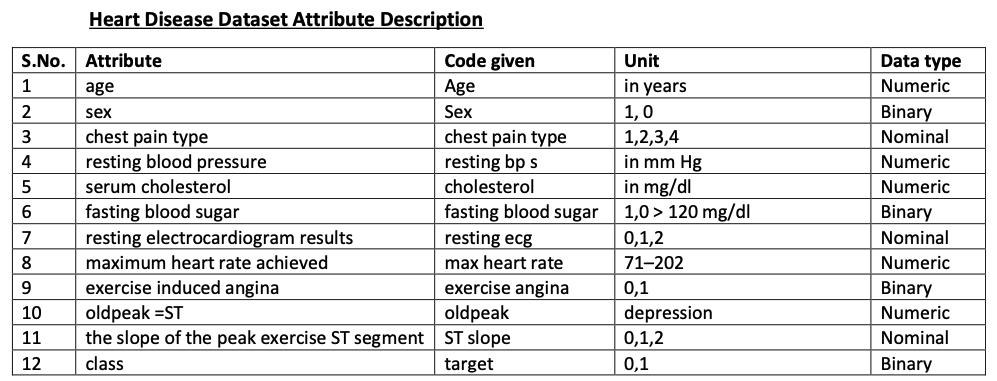 Heart Disease Dataset Attribute Description
S.No. Attribute Code given Unit Data type
1 age Age in years Numeric
2 sex Sex 1, 0 Binary
3 chest pain type chest pain type 1,2,3,4 Nominal
4 resting blood pressure resting bp s in mm Hg Numeric
5 serum cholesterol cholesterol in mg/dl Numeric
6 fasting blood sugar fasting blood sugar 1,0 > 120 mg/dl Binary
7 resting electrocardiogram results resting ecg 0,1,2 Nominal
8 maximum heart rate achieved max heart rate 71–202 Numeric
9 exercise induced angina exercise angina 0,1 Binary
10 oldpeak =ST oldpeak depression Numeric
11 the slope of the peak exercise ST segment ST slope 0,1,2 Nominal
12 class target 0,1 Binary